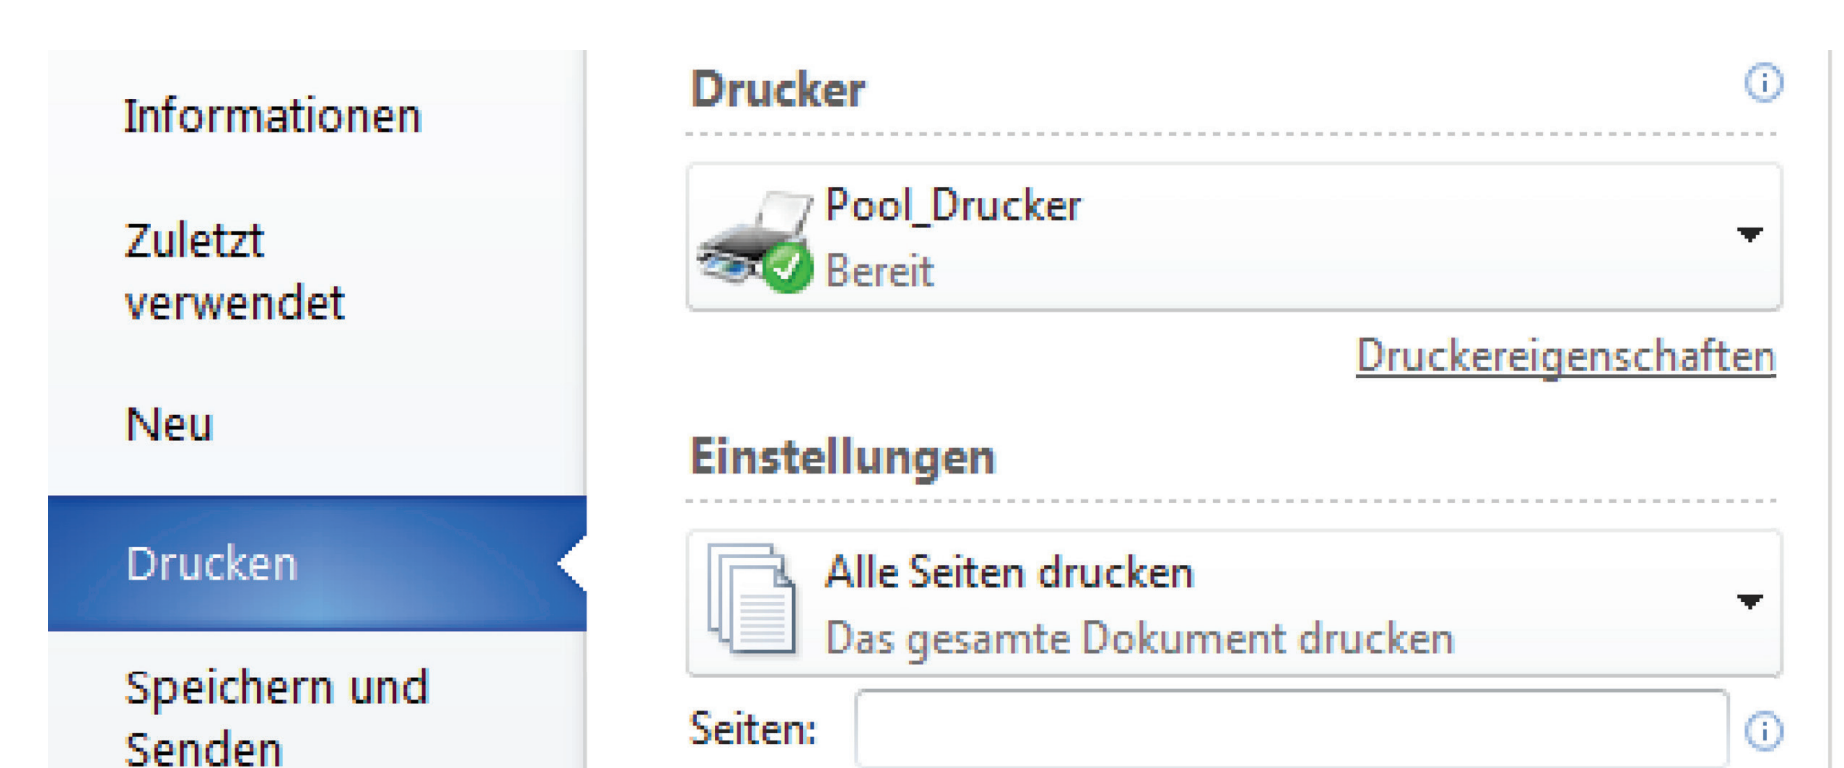 Informationen
Zuletzt
verwendet
Neu
Drucken
Speichern und
Senden
Drucker
Pool_Drucker
Bereit
Druckereigenschaften
Einstellungen
Alle Seiten drucken
Das gesamte Dokument drucken
Seiten: